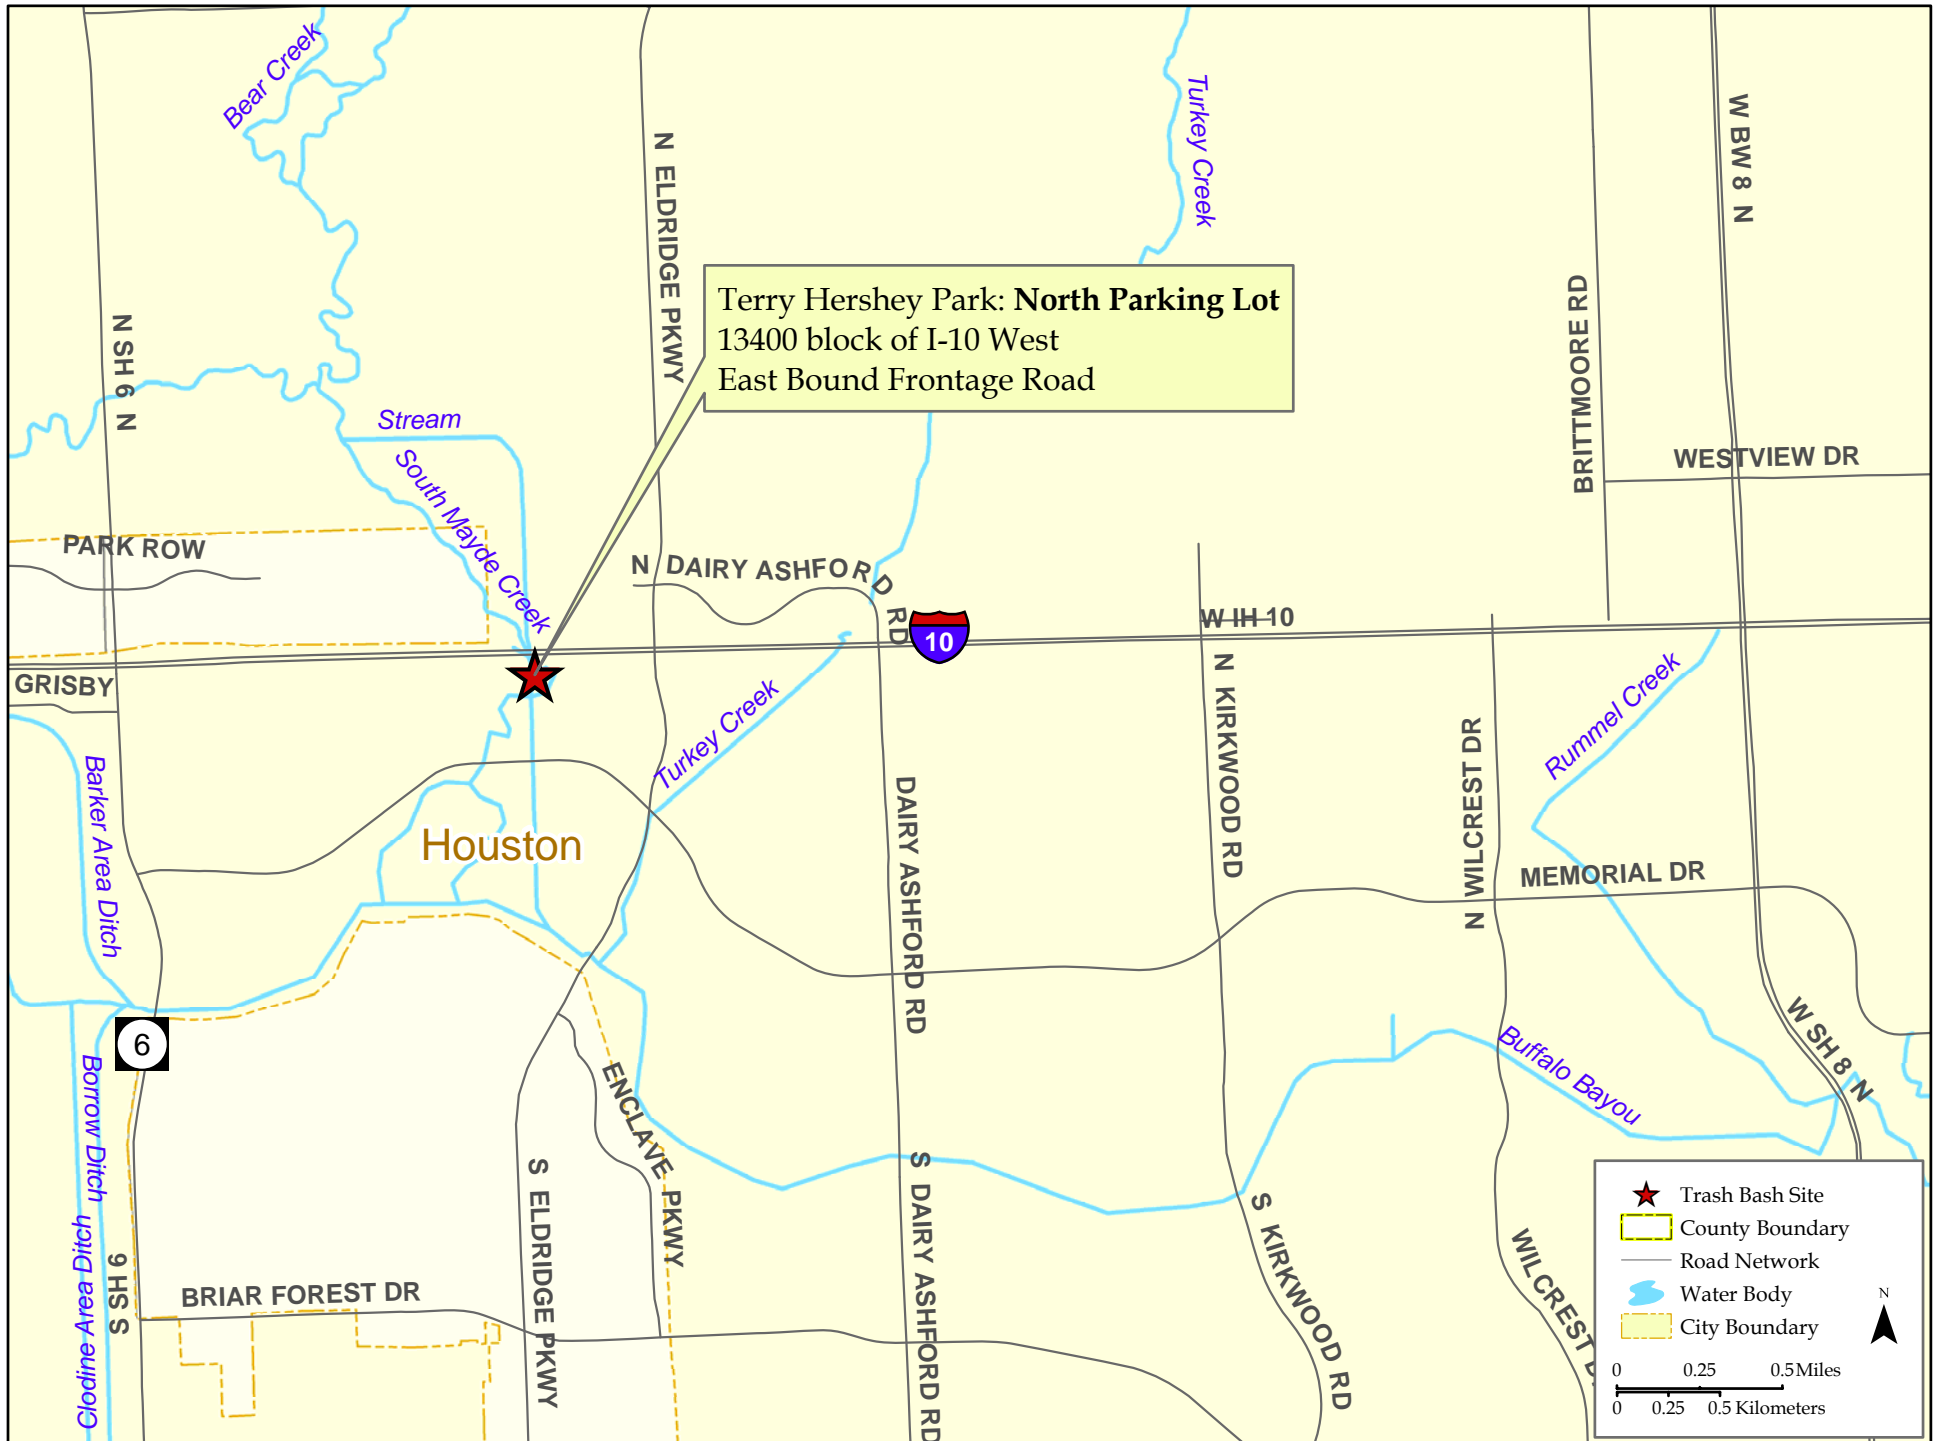 Bear Creek
Turkey Creek
N ELDRIDGE PKWY
W BW 8 N
Terry Hershey Park: North Parking Lot
13400 block of I-10 West
East Bound Frontage Road
N SH 6 N
BRITTMOORE RD
Stream
WESTVIEW DR
South Mayde Creek
PARK ROW
N DAIRY ASHFORD RD
10
W IH 10
GRISBY
Turkey Creek
N KIRKWOOD RD
Rummel Creek
N WILCREST DR
Barker Area Ditch
Houston
DAIRY ASHFORD RD
MEMORIAL DR
6
W SH 8 N
Buffalo Bayou
Borrow Ditch
ENCLAVE PKWY
S ELDRIDGE PKWY
S DAIRY ASHFORD RD
S KIRKWOOD RD
WILCREST D
Clodine Area Ditch
S SH 6
BRIAR FOREST DR
Trash Bash Site
County Boundary
Road Network
Water Body
City Boundary
N
0 0.25 0.5 Miles
0 0.25 0.5 Kilometers